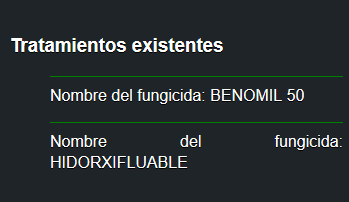 Tratamientos existentes
Nombre del fungicida: BENOMIL 50
Nombre del fungicida:
HIDORXIFLUABLE